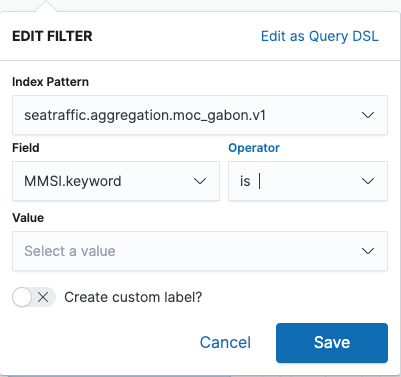 EDIT FILTER Edit as Query DSL
Index Pattern
seatraffic.aggregation.moc_gabon.v1
Field Operator
MMSI.keyword is
Value
Select a value
Create custom label?
Cancel Save